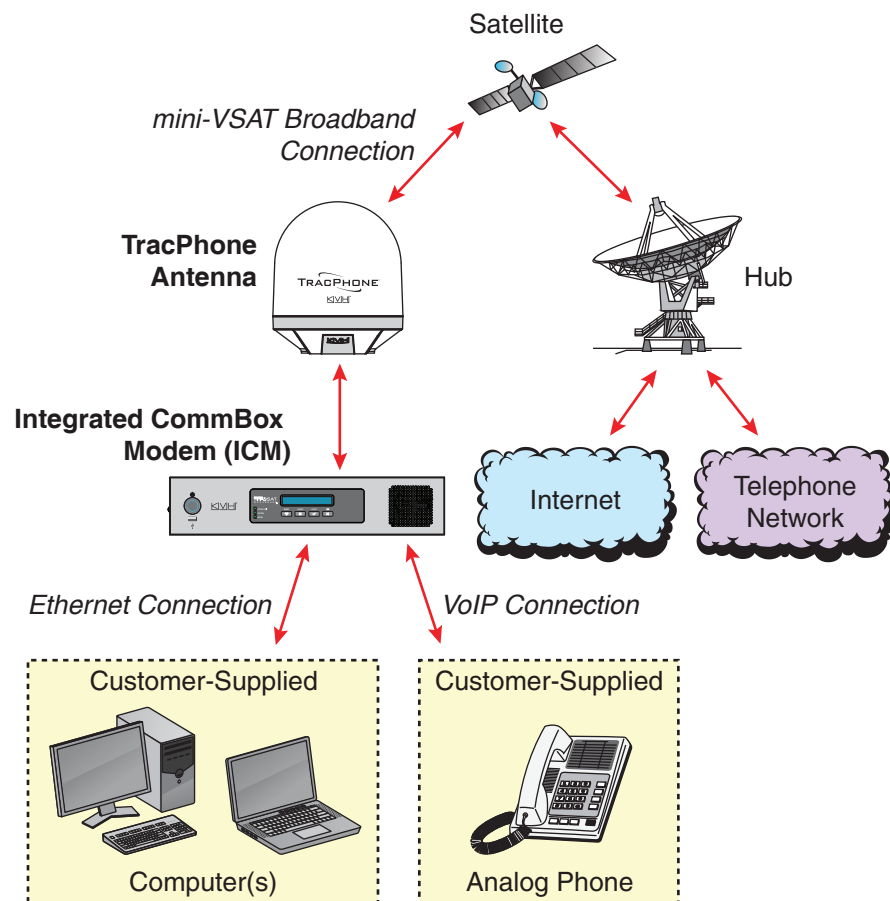 Satellite
mini-VSAT Broadband
Connection
TracPhone
Antenna
TRACPHONE
KVH
KVH
Hub
Integrated CommBox
Modem (ICM)
KVH
Internet
Telephone
Network
Ethernet Connection
VoIP Connection
Customer-Supplied
Computer(s)
Customer-Supplied
Analog Phone